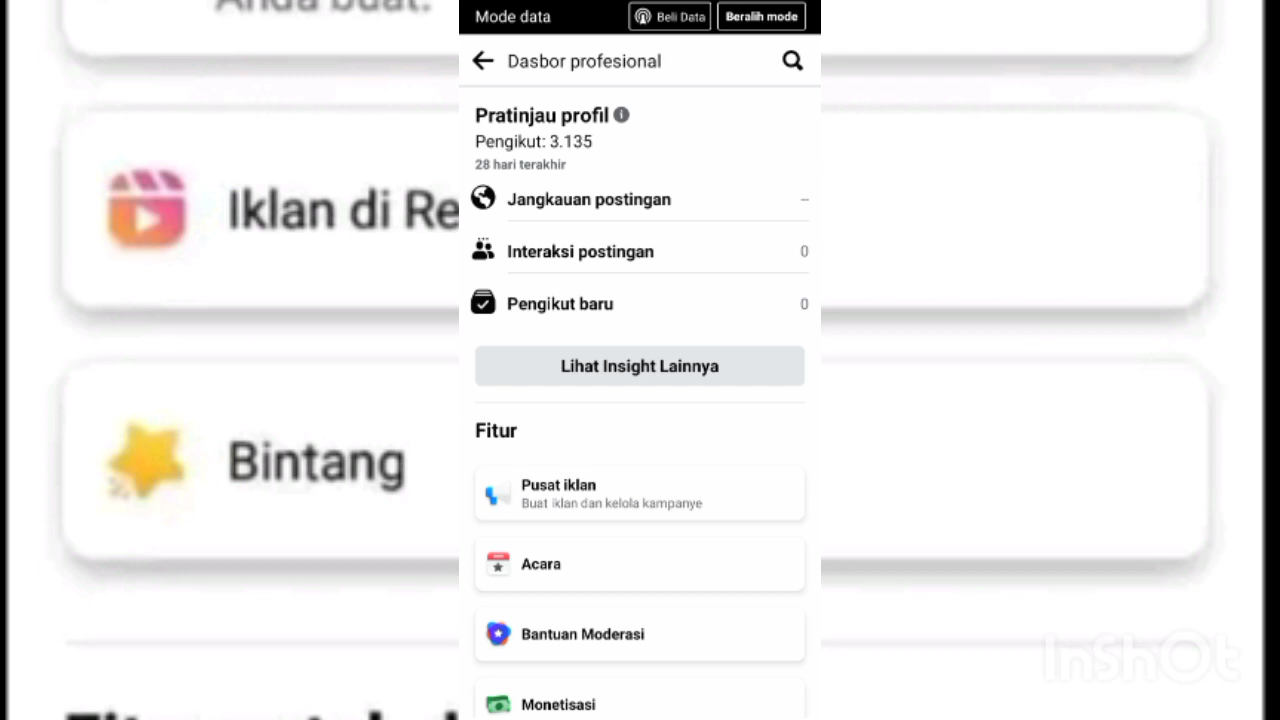 Anda buat:
Mode data
Beli Data
Beralih mode
Dasbor profesional
Pratinjau profil
Pengikut: 3.135
28 hari terakhir
Iklan di Re
Jangkauan postingan --
Interaksi postingan 0
Pengikut baru 0
Lihat Insight Lainnya
Fitur
Bintang
Pusat iklan
Buat iklan dan kelola kampanye
Acara
Bantuan Moderasi
Monetisasi
InShOt